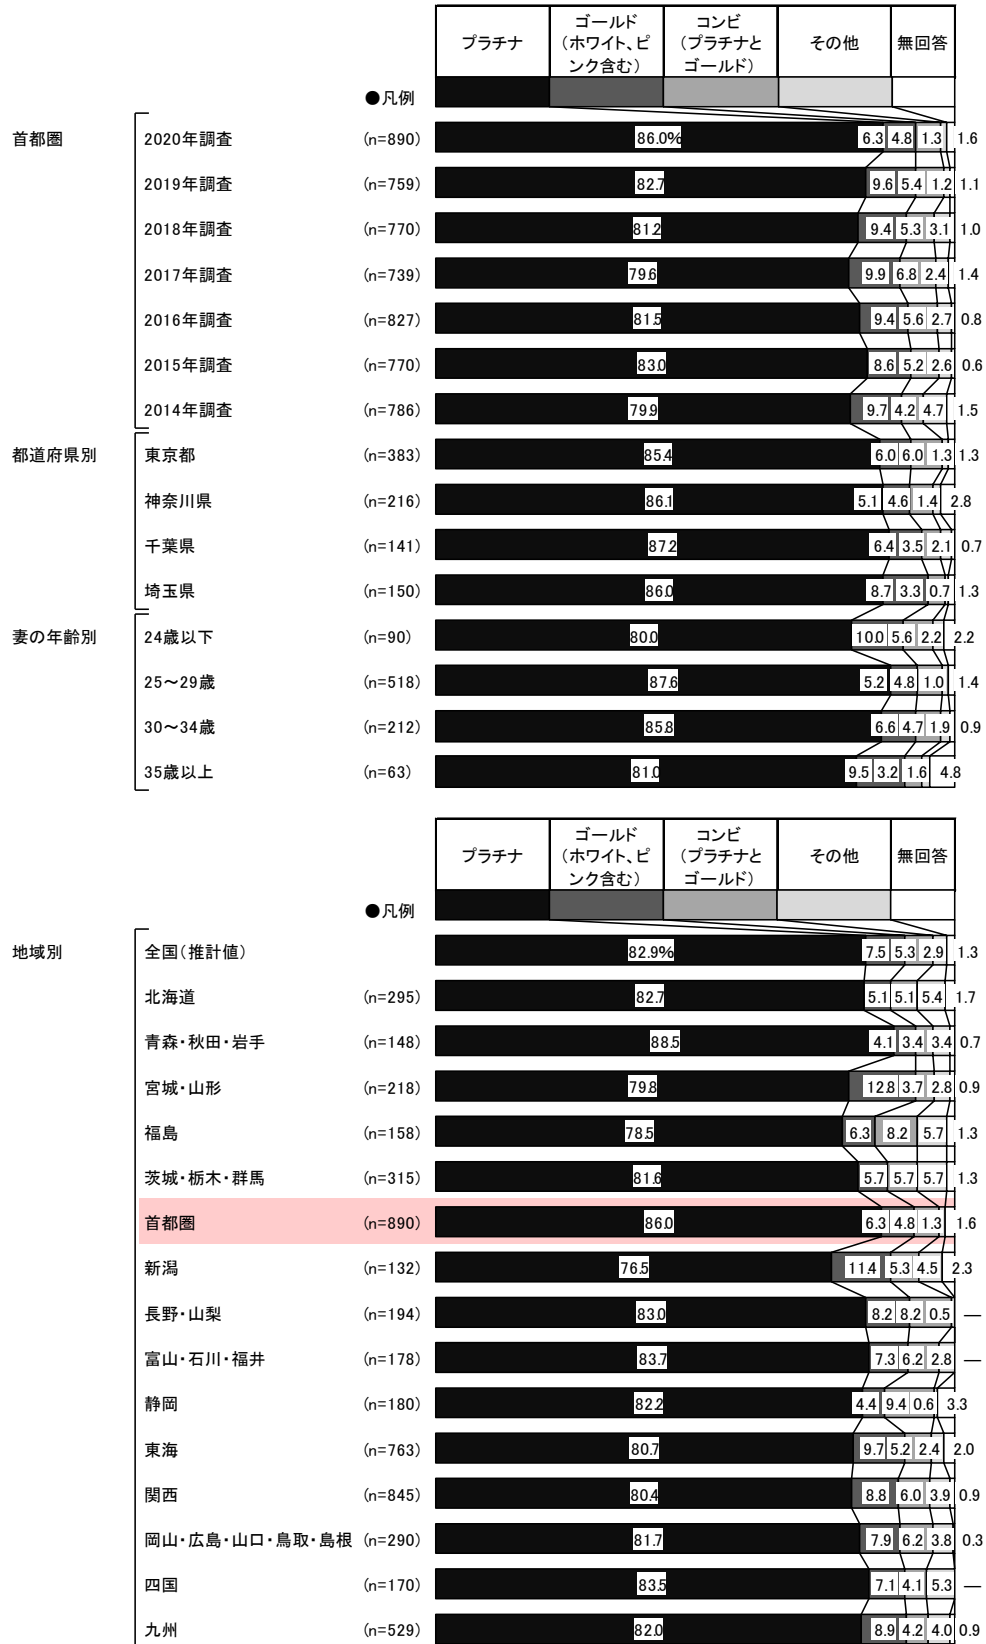 プラチナ ゴールド(ホワイト、ピンク含む) コンビ(プラチナとゴールド) その他 無回答
●凡例
首都圏 2020年調査 (n=890) 86.0% 6.3 4.8 1.3 1.6
2019年調査 (n=759) 82.7 9.6 5.4 1.2 1.1
2018年調査 (n=770) 81.2 9.4 5.3 3.1 1.0
2017年調査 (n=739) 79.6 9.9 6.8 2.4 1.4
2016年調査 (n=827) 81.5 9.4 5.6 2.7 0.8
2015年調査 (n=770) 83.0 8.6 5.2 2.6 0.6
2014年調査 (n=786) 79.9 9.7 4.2 4.7 1.5
都道府県別 東京都 (n=383) 85.4 6.0 6.0 1.3 1.3
神奈川県 (n=216) 86.1 5.1 4.6 1.4 2.8
千葉県 (n=141) 87.2 6.4 3.5 2.1 0.7
埼玉県 (n=150) 86.0 8.7 3.3 0.7 1.3
妻の年齢別 24歳以下 (n=90) 80.0 10.0 5.6 2.2 2.2
25～29歳 (n=518) 87.6 5.2 4.8 1.0 1.4
30～34歳 (n=212) 85.8 6.6 4.7 1.9 0.9
35歳以上 (n=63) 81.0 9.5 3.2 1.6 4.8
プラチナ ゴールド(ホワイト、ピンク含む) コンビ(プラチナとゴールド) その他 無回答
●凡例
地域別 全国(推計値) 82.9% 7.5 5.3 2.9 1.3
北海道 (n=295) 82.7 5.1 5.1 5.4 1.7
青森・秋田・岩手 (n=148) 88.5 4.1 3.4 3.4 0.7
宮城・山形 (n=218) 79.8 12.8 3.7 2.8 0.9
福島 (n=158) 78.5 6.3 8.2 5.7 1.3
茨城・栃木・群馬 (n=315) 81.6 5.7 5.7 5.7 1.3
首都圏 (n=890) 86.0 6.3 4.8 1.3 1.6
新潟 (n=132) 76.5 11.4 5.3 4.5 2.3
長野・山梨 (n=194) 83.0 8.2 8.2 0.5 ―
富山・石川・福井 (n=178) 83.7 7.3 6.2 2.8 ―
静岡 (n=180) 82.2 4.4 9.4 0.6 3.3
東海 (n=763) 80.7 9.7 5.2 2.4 2.0
関西 (n=845) 80.4 8.8 6.0 3.9 0.9
岡山・広島・山口・鳥取・島根 (n=290) 81.7 7.9 6.2 3.8 0.3
四国 (n=170) 83.5 7.1 4.1 5.3 ―
九州 (n=529) 82.0 8.9 4.2 4.0 0.9